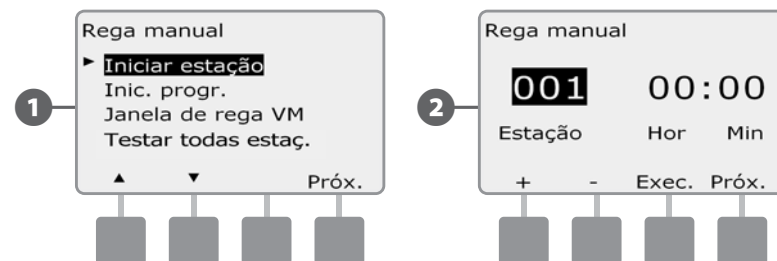 1
Rega manual
► Iniciar estação
Inic. progr.
Janela de rega VM
Testar todas estaç.
▲ ▼ Próx.
2
Rega manual
001 00:00
Estação Hor Min
+ - Exec. Próx.